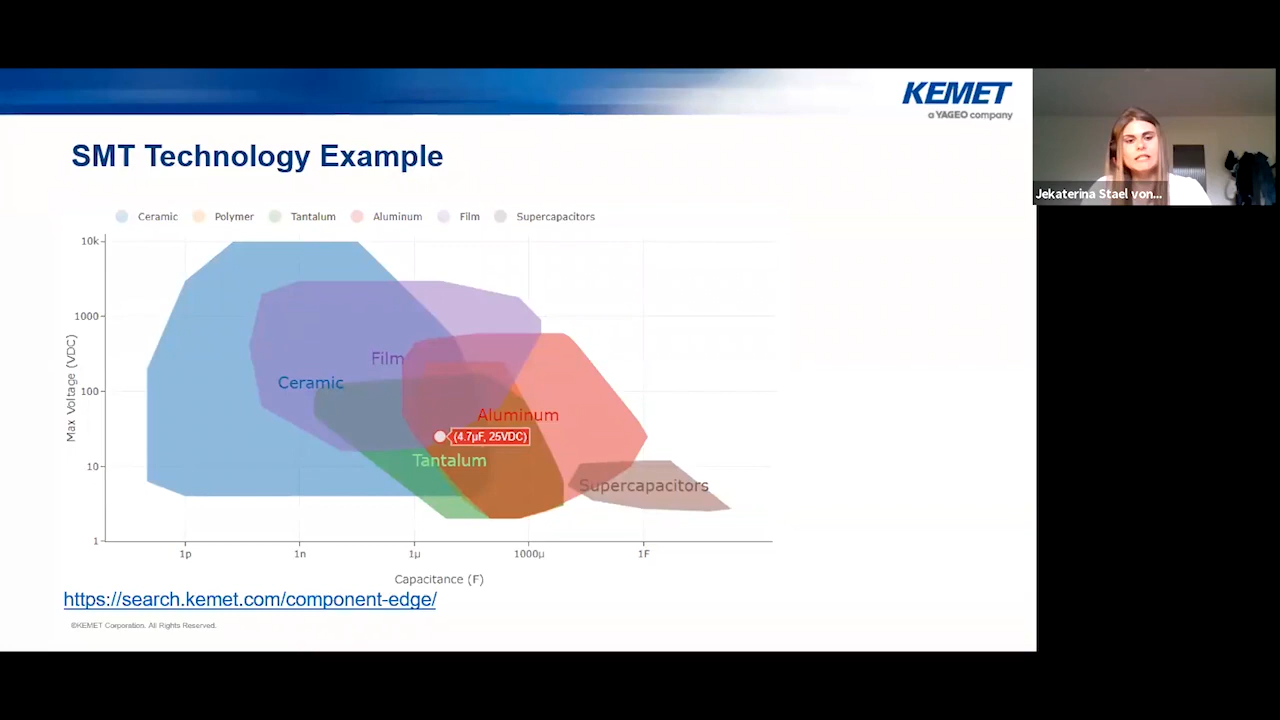 KEMET
a YAGEO company
SMT Technology Example
Jekaterina Stael von...
Ceramic Polymer Tantalum Aluminum Film Supercapacitors
10k
1000
100
10
1
Max Voltage (VDC)
Film
Ceramic
Aluminum
(4.7µF, 25VDC)
Tantalum
Supercapacitors
1p 1n 1µ 1000µ 1F
Capacitance (F)
https://search.kemet.com/component-edge/
©KEMET Corporation. All Rights Reserved.